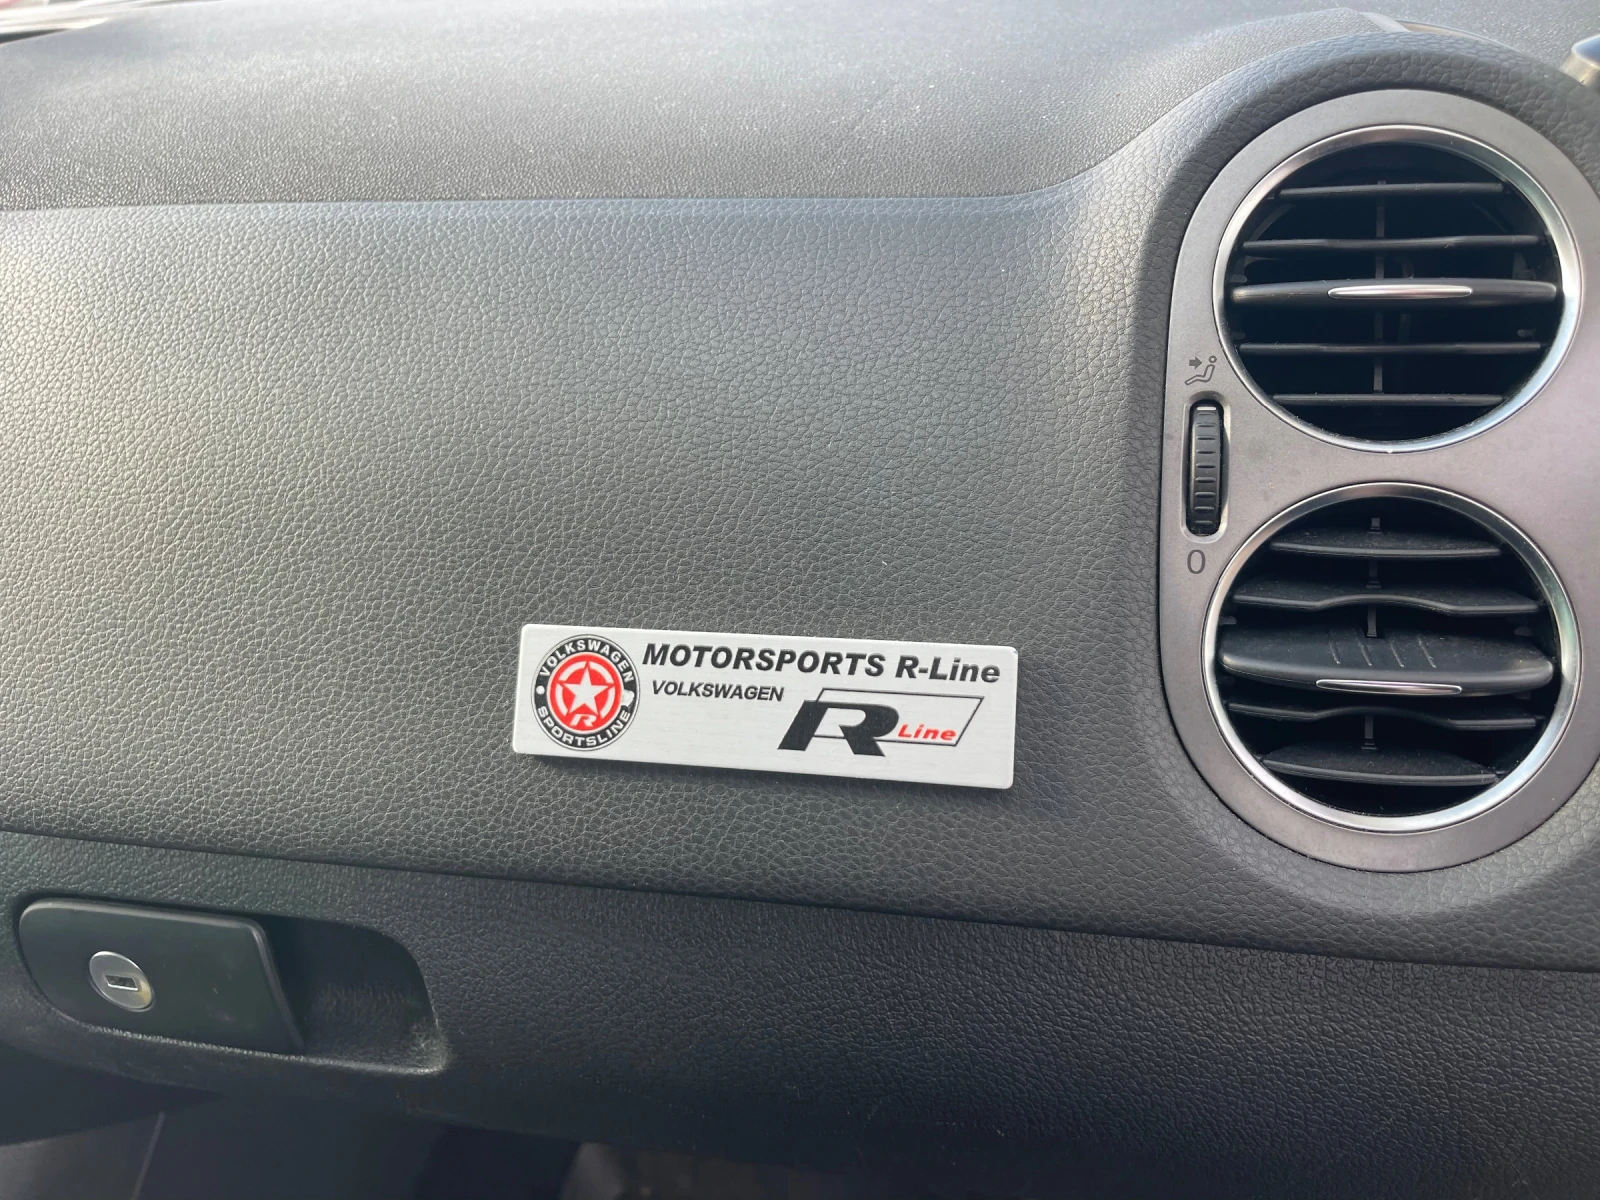 VOLKSWAGEN
R
SPORTSLINE
MOTORSPORTS R-Line
VOLKSWAGEN
R Line
0